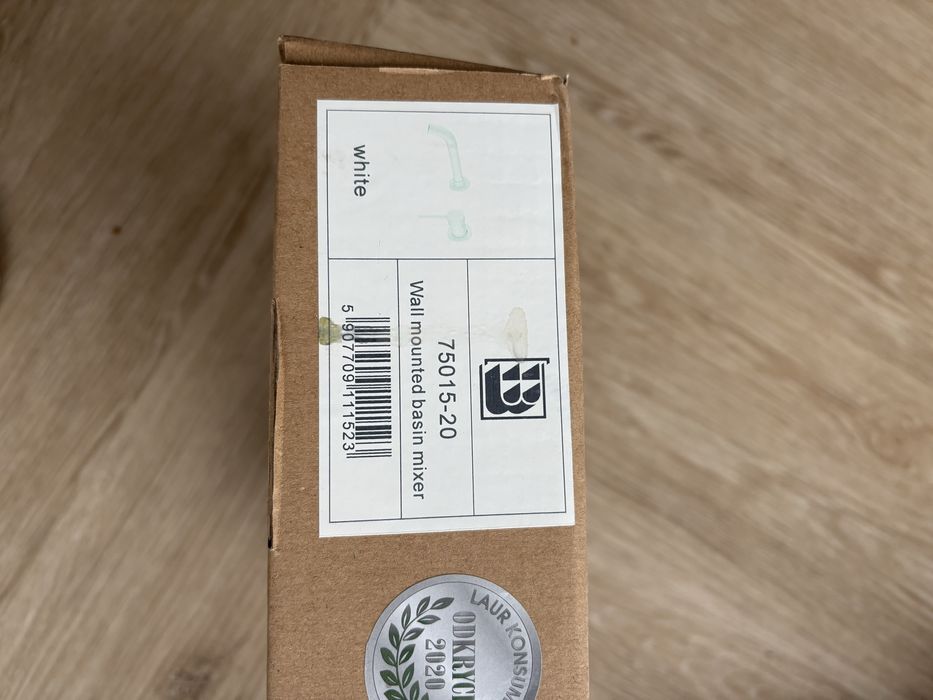 white
75015-20
Wall mounted basin mixer
5 907709 111523
LAUR KONSUM
ODKRYC
2020